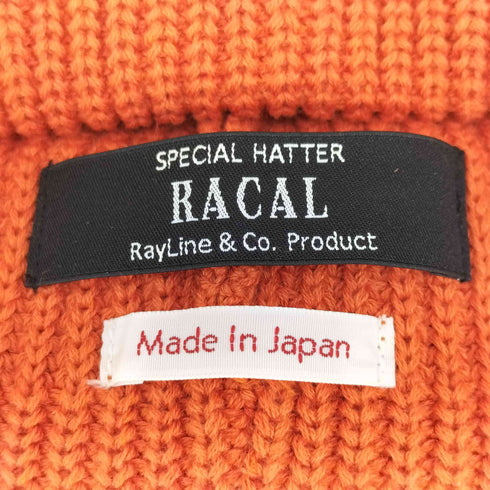 SPECIAL HATTER
RACAL
RayLine & Co. Product
Made In Japan